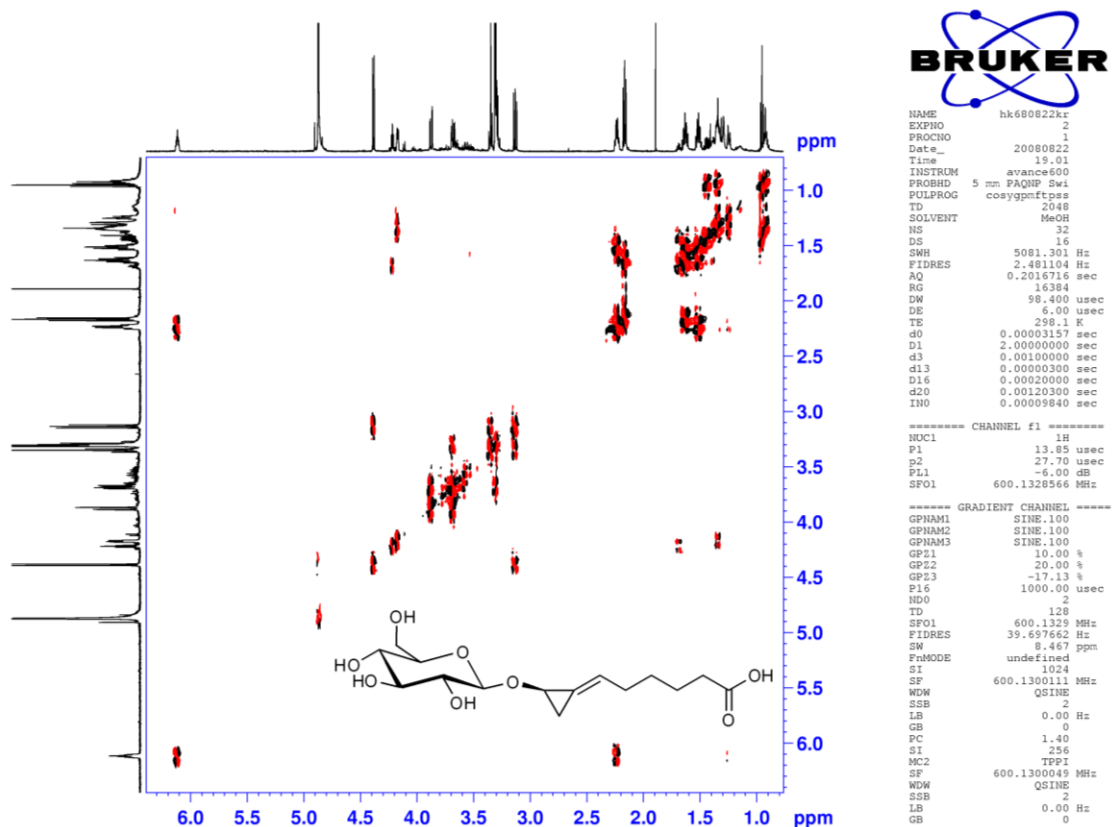 BRUKER
ppm
1.0
1.5
2.0
2.5
3.0
3.5
4.0
4.5
5.0
5.5
6.0
6.0 5.5 5.0 4.5 4.0 3.5 3.0 2.5 2.0 1.5 1.0 ppm
OH
HO
O
HO
OH
O
OH
O
NAME hk680822kr
EXPNO 2
PROCNO 1
Date_ 20080822
Time 19.01
INSTRUM avance600
PROBHD 5 mm PAQNP Swi
PULPROG cosygpmftpss
TD 2048
SOLVENT MeOH
NS 32
DS 16
SWH 5081.301 Hz
FIDRES 2.481104 Hz
AQ 0.2016716 sec
RG 16384
DW 98.400 usec
DE 6.00 usec
TE 298.1 K
d0 0.00003157 sec
D1 2.00000000 sec
d3 0.00100000 sec
d13 0.00000300 sec
D16 0.00020000 sec
d20 0.00120300 sec
IN0 0.00009840 sec
======== CHANNEL f1 ========
NUC1 1H
P1 13.85 usec
p2 27.70 usec
PL1 -6.00 dB
SFO1 600.1328566 MHz
====== GRADIENT CHANNEL =====
GPNAM1 SINE.100
GPNAM2 SINE.100
GPNAM3 SINE.100
GPZ1 10.00 %
GPZ2 20.00 %
GPZ3 -17.13 %
P16 1000.00 usec
ND0 2
TD 128
SFO1 600.1329 MHz
FIDRES 39.697662 Hz
SW 8.467 ppm
FnMODE undefined
SI 1024
SF 600.1300111 MHz
WDW QSINE
SSB 2
LB 0.00 Hz
GB 0
PC 1.40
SI 256
MC2 TPPI
SF 600.1300049 MHz
WDW QSINE
SSB 2
LB 0.00 Hz
GB 0